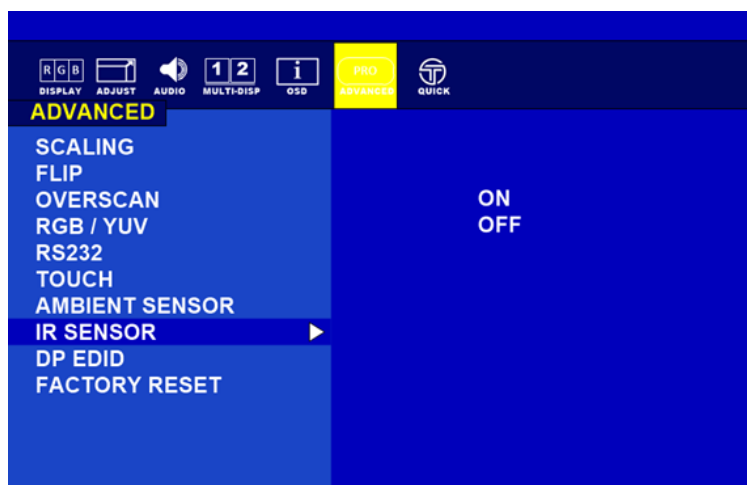 R G B 1 2 i PRO
DISPLAY ADJUST AUDIO MULTI-DISP OSD ADVANCED QUICK
ADVANCED
SCALING
FLIP
OVERSCAN ON
RGB / YUV OFF
RS232
TOUCH
AMBIENT SENSOR
IR SENSOR
DP EDID
FACTORY RESET